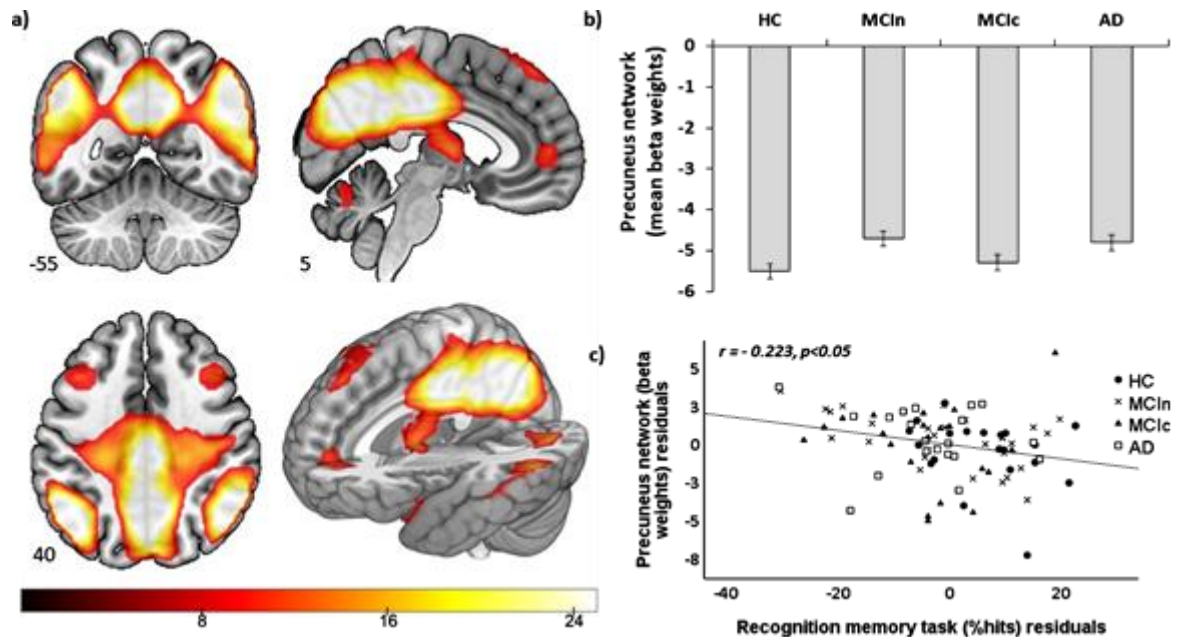 a)
-55
5
40
8 16 24
b)
HC MCIn MCIc AD
0
-1
-2
-3
-4
-5
-6
Precuneus network
(mean beta weights)
c)
r = - 0.223, p<0.05
HC
MCIn
MCIc
AD
5
3
0
-3
-5
-8
Precuneus network (beta
weights) residuals
-40 -20 0 20
Recognition memory task (%hits) residuals